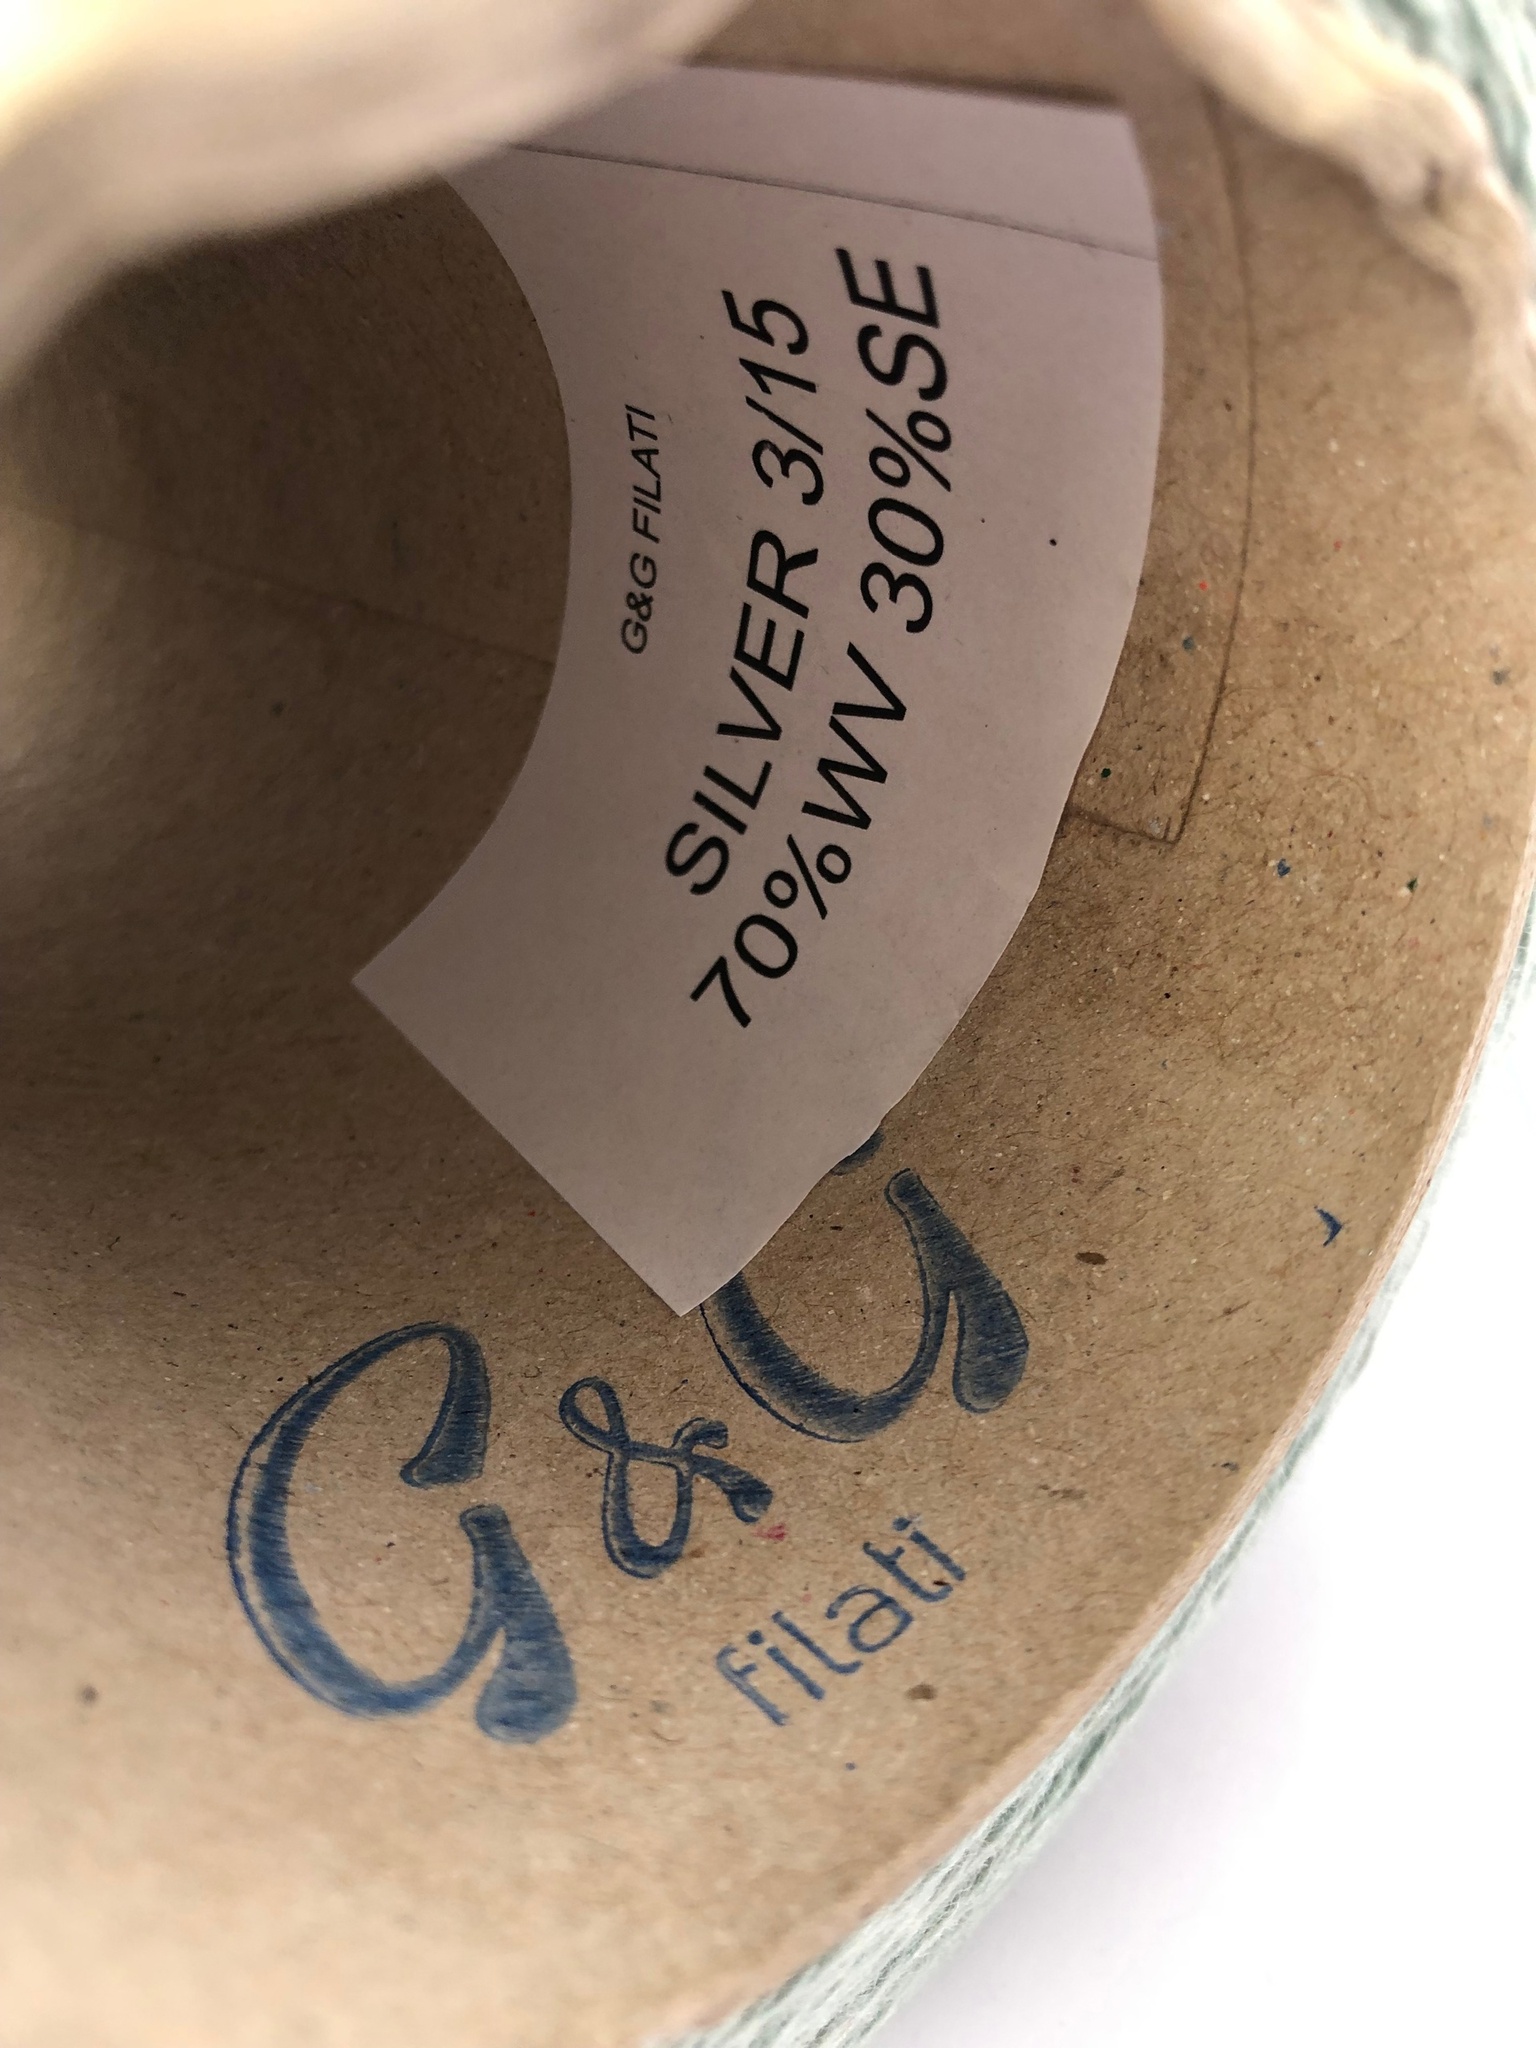 G&G FILATI
SILVER 3/15
70%WV 30%SE
G&G
filati